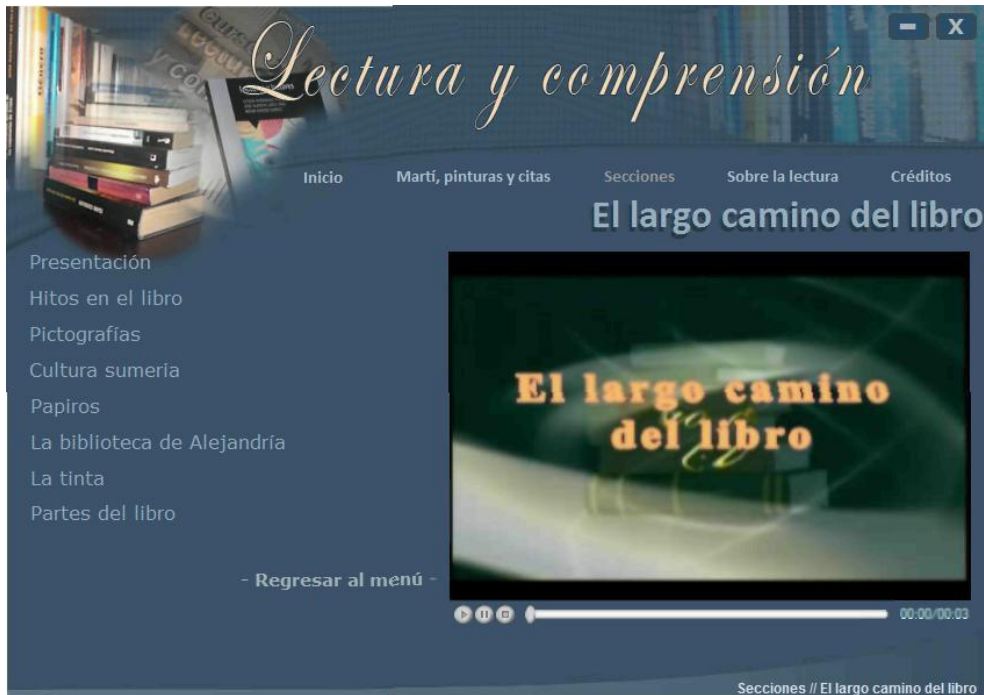 Lectura y comprensión
Inicio
Martí, pinturas y citas
Secciones
Sobre la lectura
Créditos
El largo camino del libro
Presentación
Hitos en el libro
Pictografías
Cultura sumeria
Papiros
La biblioteca de Alejandría
La tinta
Partes del libro
- Regresar al menú -
El largo camino
del libro
00:00/00:03
Secciones // El largo camino del libro